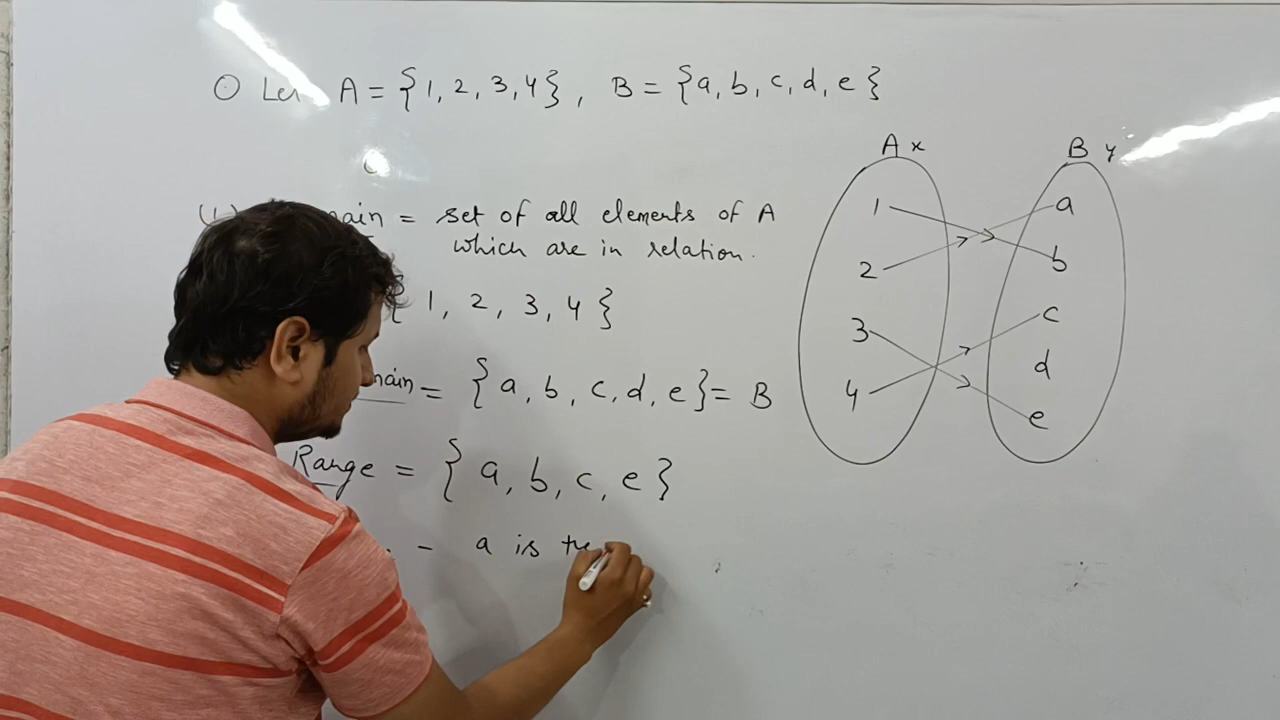 Let A = {1, 2, 3, 4}, B = {a, b, c, d, e}
A x B y
= set of all elements of A
which are in relation.
{1, 2, 3, 4}
= {a, b, c, d, e} = B
Range = {a, b, c, e}
- a is
1 a
2 b
3 c
4 d
e